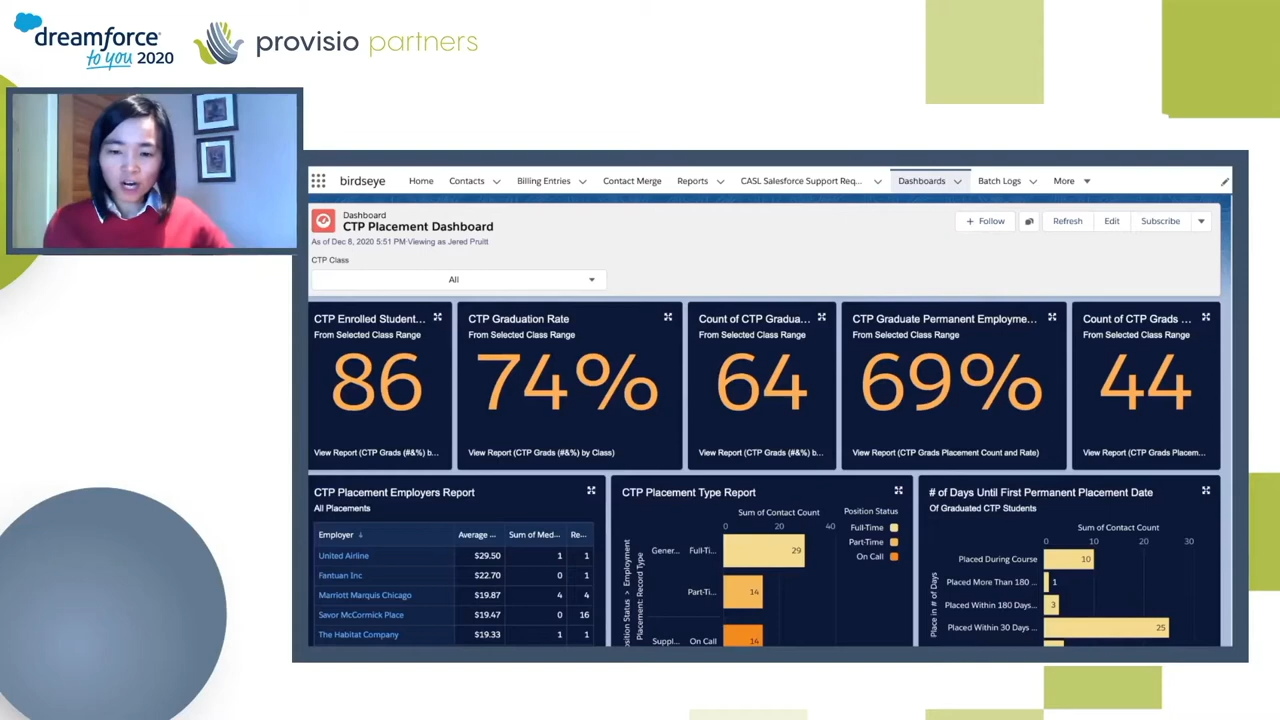 dreamforce
to you 2020
provisio partners
birdseye
Home
Contacts
Billing Entries
Contact Merge
Reports
CASL Salesforce Support Req...
Dashboards
Batch Logs
More
Dashboard
CTP Placement Dashboard
As of Dec 8, 2020 5:51 PM·Viewing as Jered Pruitt
+ Follow
Refresh
Edit
Subscribe
CTP Class
All
CTP Enrolled Student...
From Selected Class Range
86
View Report (CTP Grads (#&%) b...
CTP Graduation Rate
From Selected Class Range
74%
View Report (CTP Grads (#&%) by Class)
Count of CTP Gradua...
From Selected Class Range
64
View Report (CTP Grads (#&%) b...
CTP Graduate Permanent Employme...
From Selected Class Range
69%
View Report (CTP Grads Placement Count and Rate)
Count of CTP Grads ...
From Selected Class Range
44
View Report (CTP Grads Placem...
CTP Placement Employers Report
All Placements
Employer ↓ Average ... Sum of Med... Re...
United Airline $29.50 1 1
Fantuan Inc $22.70 0 1
Marriott Marquis Chicago $19.87 4 4
Savor McCormick Place $19.47 0 16
The Habitat Company $19.33 1 1
CTP Placement Type Report
Sum of Contact Count
0 20 40
Position Status
Full-Time
Part-Time
On Call
osition Status > Employment
Placement: Record Type
Gener... Full-Ti... 29
Part-Ti... 14
Suppl... On Call 14
# of Days Until First Permanent Placement Date
Of Graduated CTP Students
Sum of Contact Count
0 10 20 30
Place in # of Days
Placed During Course 10
Placed More Than 180 ... 1
Placed Within 180 Days... 3
Placed Within 30 Days ... 25